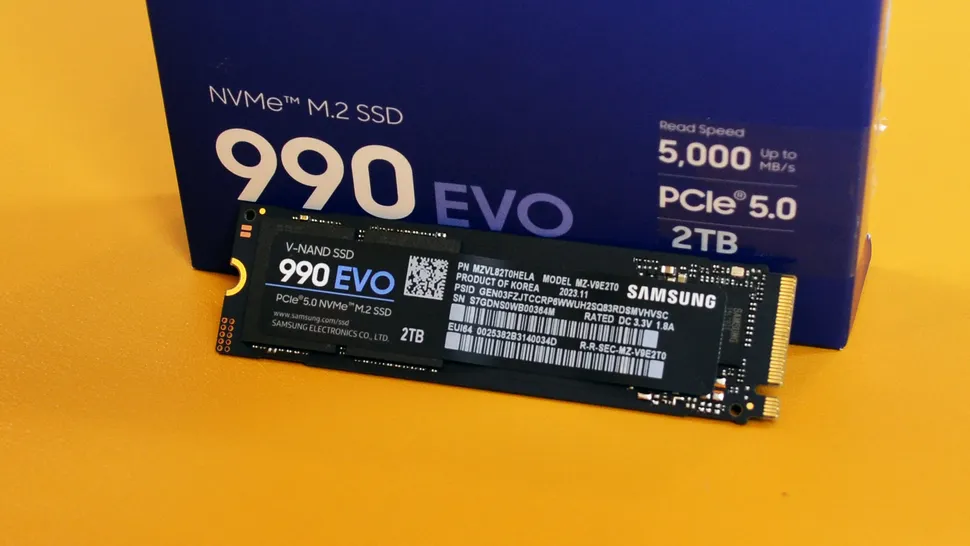 NVMe™ M.2 SSD
990 EVO
Read Speed
5,000 Up to MB/s
PCIe® 5.0
2TB
V-NAND SSD
990 EVO
PCIe® 5.0 NVMe™ M.2 SSD
www.samsung.com/ssd
SAMSUNG ELECTRONICS CO., LTD.
2TB
PN MZVL82T0HELA MODEL MZ-V9E2T0
PRODUCT OF KOREA 2023.11
PSID GEN03FZJTCCRP6WWUH2SQ83RDSMVHVSC
SN S7GDNS0WB00364M RATED DC 3.3V 1.8A
EUI64 0025382B3140034D R-R-SEC-MZ-V9E2T0
SAMSUNG
SAMSUNG